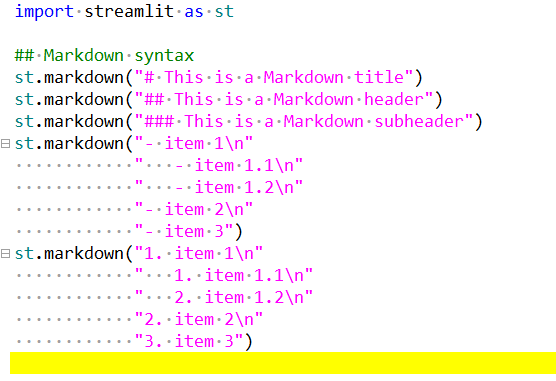 import streamlit as st
## Markdown syntax
st.markdown("# This is a Markdown title")
st.markdown("## This is a Markdown header")
st.markdown("### This is a Markdown subheader")
st.markdown("- item 1\n"
            "   - item 1.1\n"
            "   - item 1.2\n"
            "- item 2\n"
            "- item 3")
st.markdown("1. item 1\n"
            "   1. item 1.1\n"
            "   2. item 1.2\n"
            "2. item 2\n"
            "3. item 3")